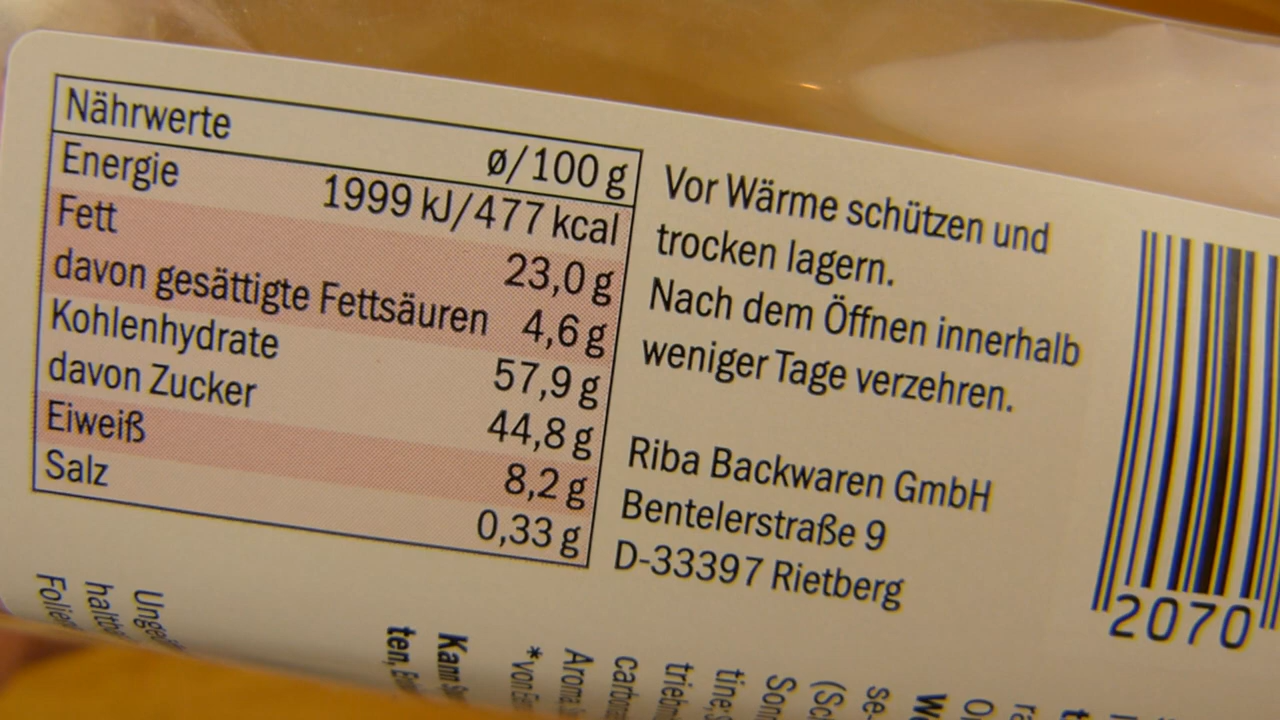 Nährwerte
ø/100 g
Energie 1999 kJ/477 kcal
Fett 23,0 g
davon gesättigte Fettsäuren 4,6 g
Kohlenhydrate 57,9 g
davon Zucker 44,8 g
Eiweiß 8,2 g
Salz 0,33 g
Vor Wärme schützen und
trocken lagern.
Nach dem Öffnen innerhalb
weniger Tage verzehren.
Riba Backwaren GmbH
Bentelerstraße 9
D-33397 Rietberg
2070
Kann
ten,